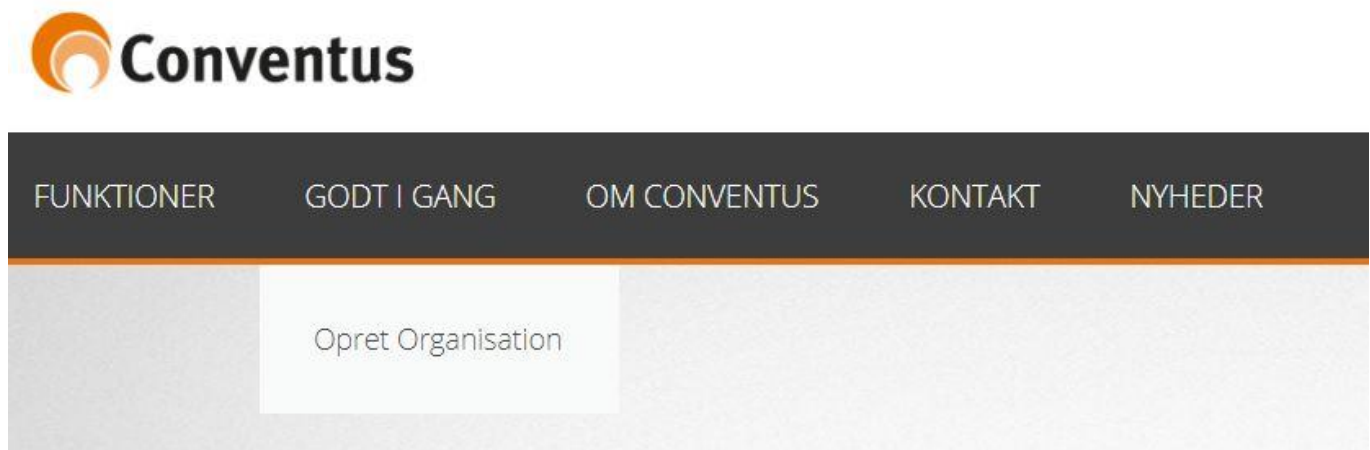 Conventus
FUNKTIONER GODT I GANG OM CONVENTUS KONTAKT NYHEDER
Opret Organisation